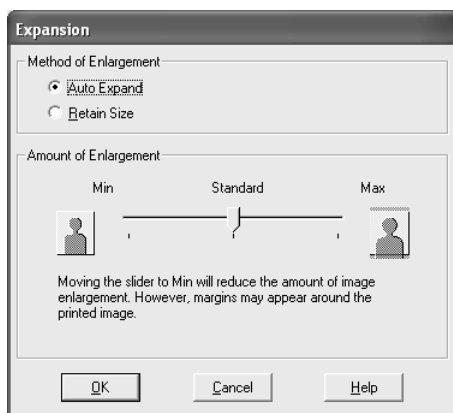 Expansion
Method of Enlargement
Auto Expand
Retain Size
Amount of Enlargement
Min Standard Max
Moving the slider to Min will reduce the amount of image
enlargement. However, margins may appear around the
printed image.
OK Cancel Help